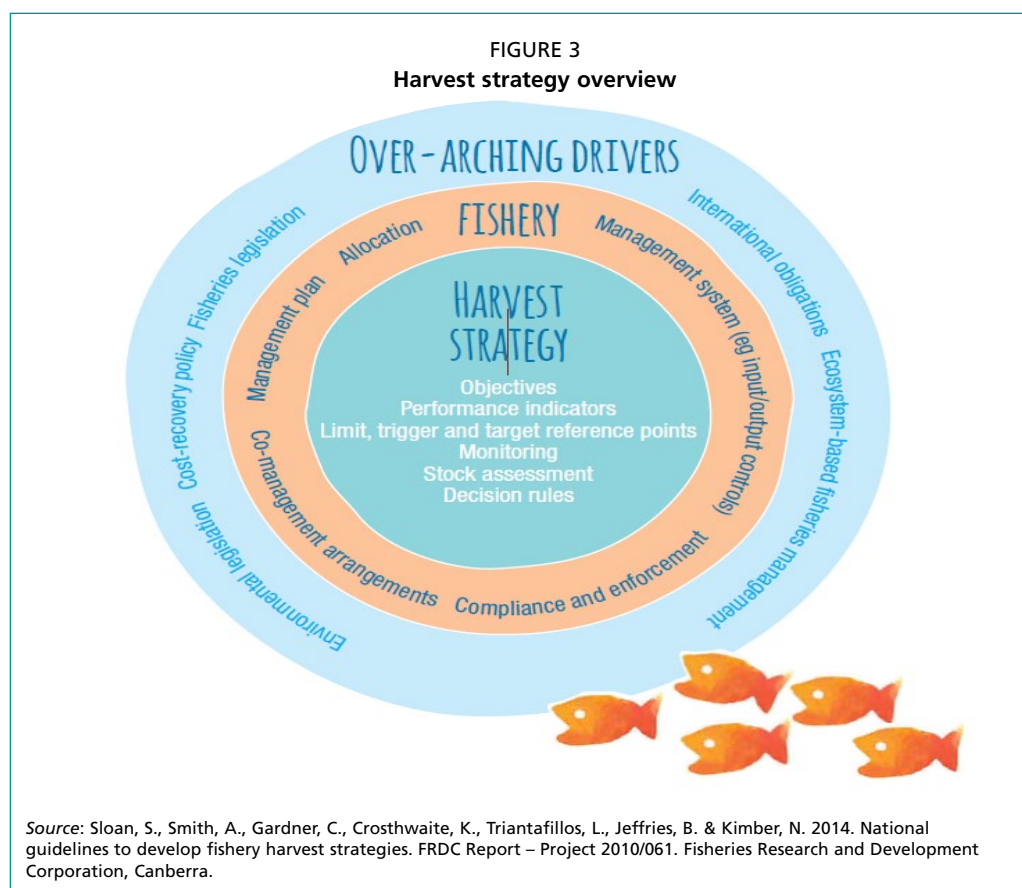 FIGURE 3
Harvest strategy overview
OVER-ARCHING DRIVERS
Environmental legislation
Cost-recovery policy
Fisheries legislation
International obligations
Ecosystem-based fisheries management
FISHERY
Co-management arrangements
Management plan
Allocation
Management system (eg input/output controls)
Compliance and enforcement
HARVEST
STRATEGY
Objectives
Performance indicators
Limit, trigger and target reference points
Monitoring
Stock assessment
Decision rules
Source: Sloan, S., Smith, A., Gardner, C., Crosthwaite, K., Triantafillos, L., Jeffries, B. & Kimber, N. 2014. National
guidelines to develop fishery harvest strategies. FRDC Report – Project 2010/061. Fisheries Research and Development
Corporation, Canberra.